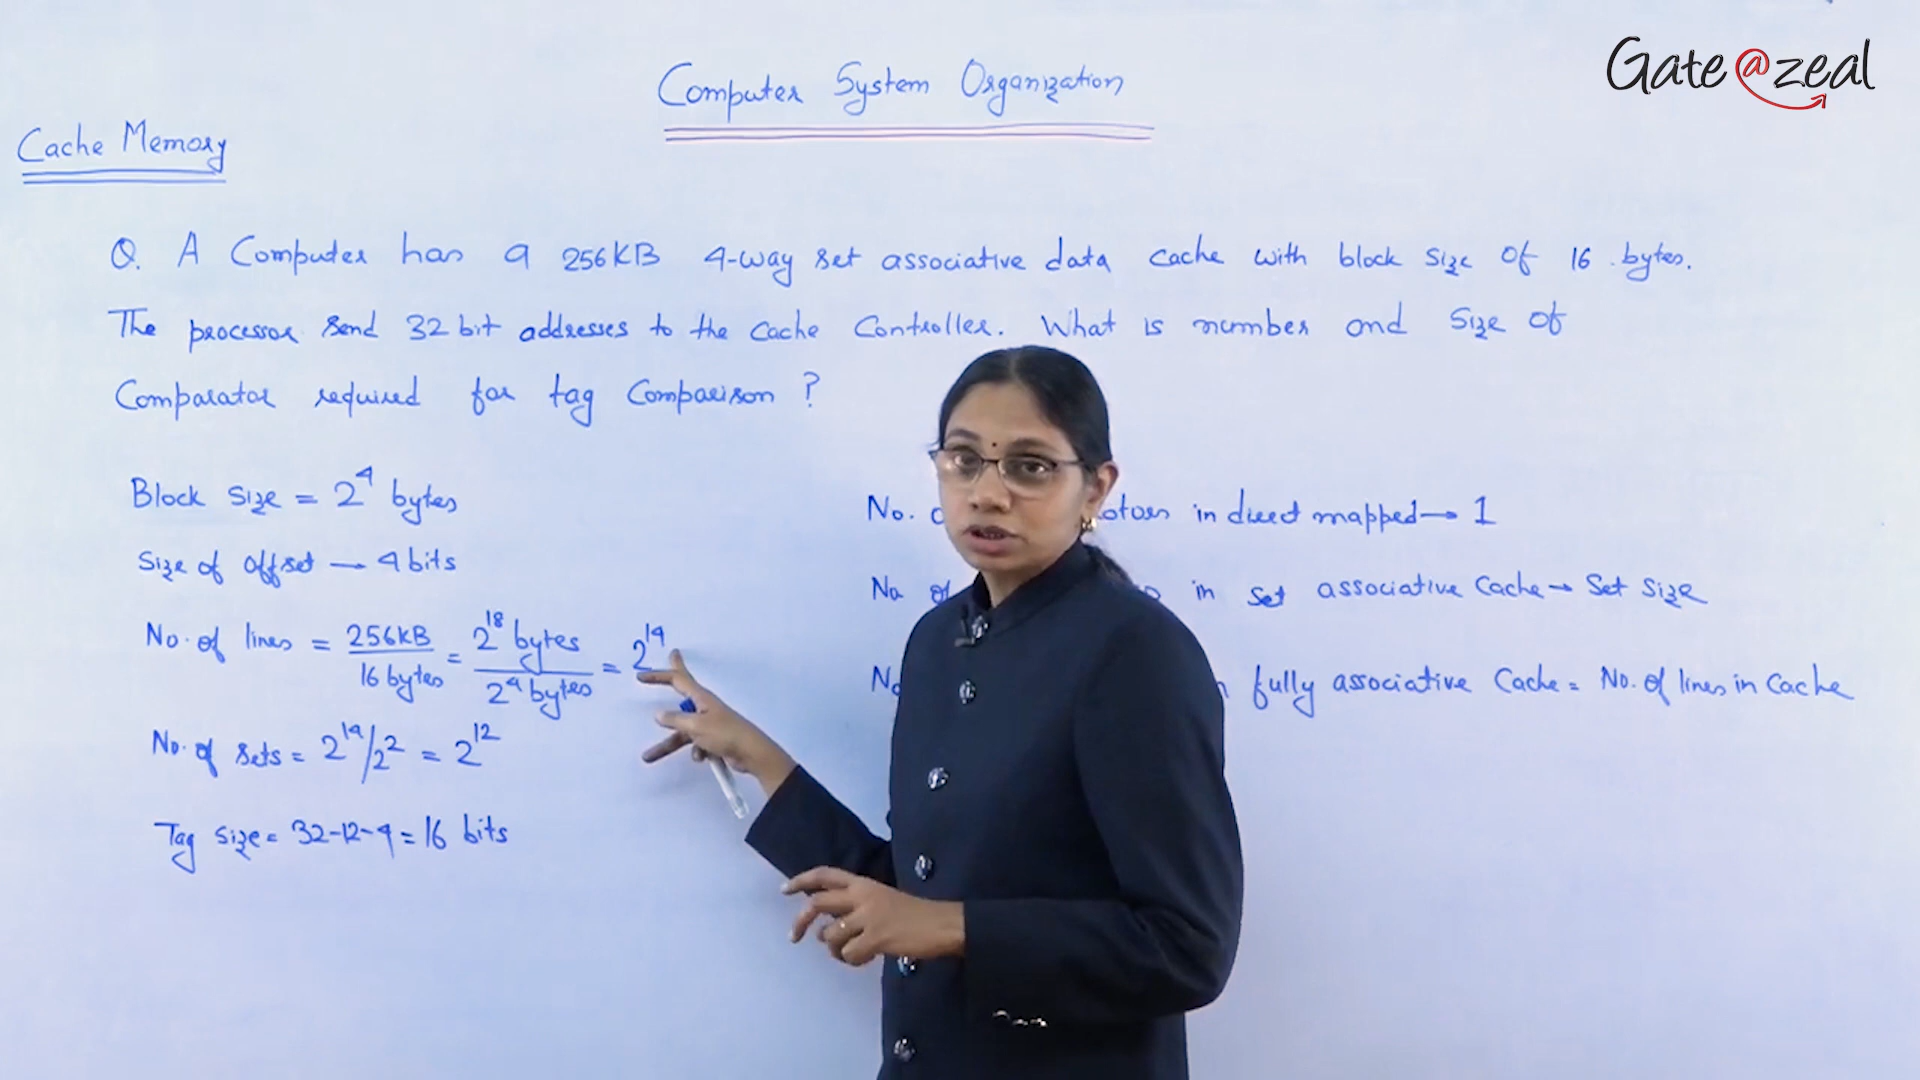 Gate@zeal
Computer System Organization
Cache Memory
Q. A Computer has a 256KB 4-way set associative data cache with block size of 16 bytes.
The processor send 32 bit addresses to the cache Controller. What is number and size of
Comparator required for tag Comparison ?
Block size = 2^4 bytes
Size of offset → 4 bits
No. of lines = 256KB / 16 bytes = 2^18 bytes / 2^4 bytes = 2^14
No. of sets = 2^14/2^2 = 2^12
Tag size = 32-12-4 = 16 bits
No. in direct mapped → 1
No of in set associative Cache → Set size
fully associative Cache = No. of lines in Cache